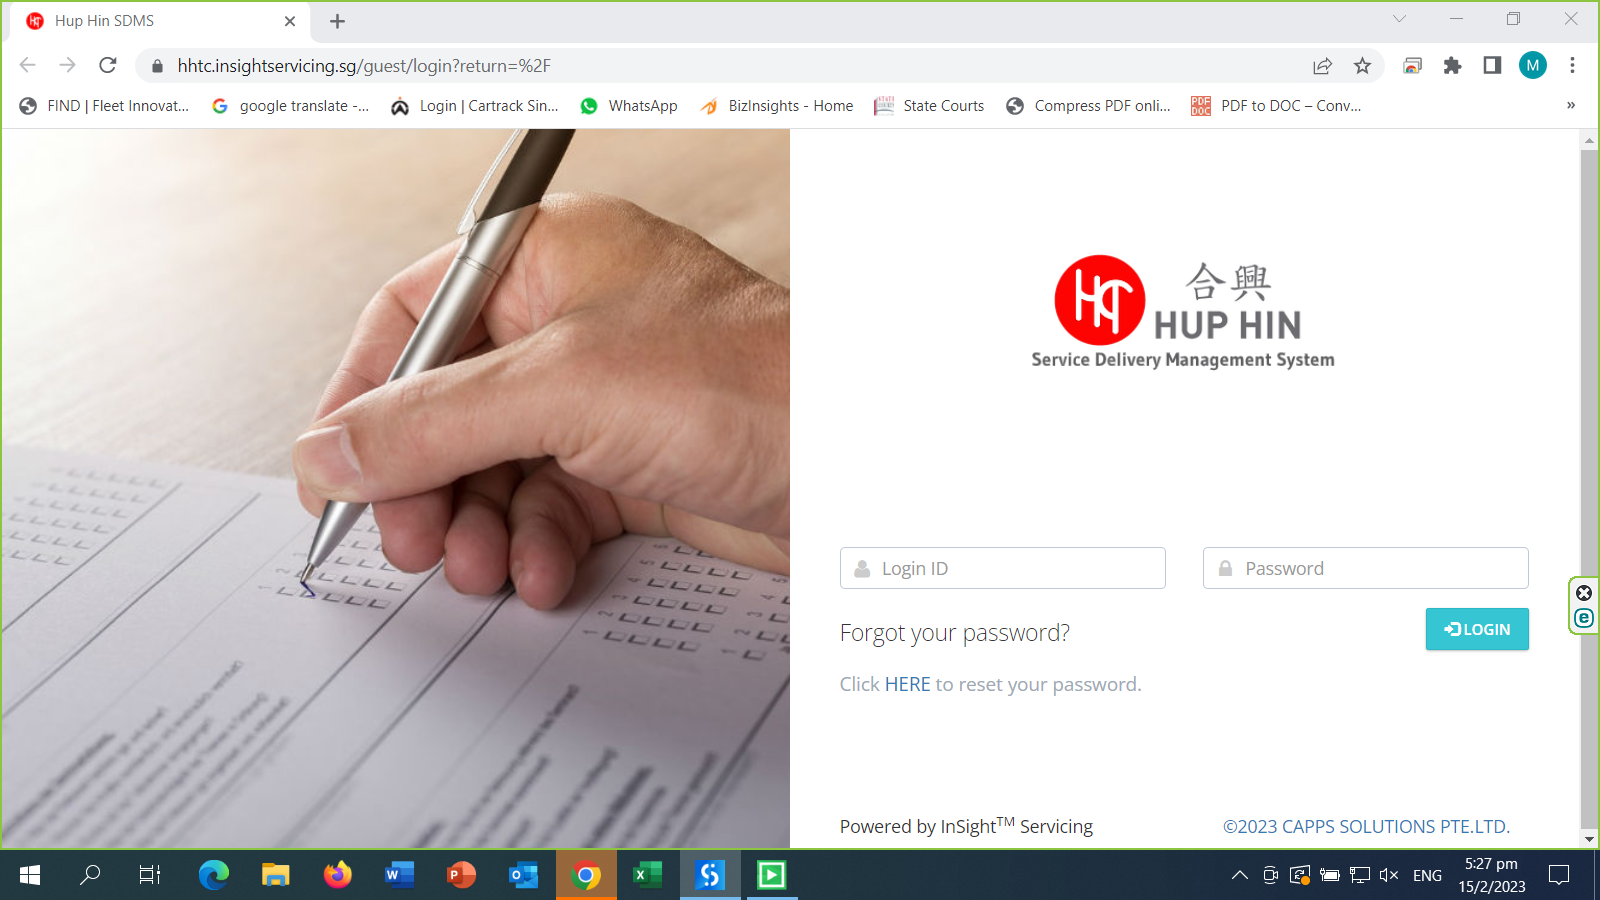 Hup Hin SDMS
hhtc.insightservicing.sg/guest/login?return=%2F
M
FIND | Fleet Innovat...
google translate -...
Login | Cartrack Sin...
WhatsApp
BizInsights - Home
State Courts
Compress PDF onli...
PDF to DOC – Conv...
»
合興
HUP HIN
Service Delivery Management System
Login ID
Password
Forgot your password?
LOGIN
Click HERE to reset your password.
Powered by InSight™ Servicing
©2023 CAPPS SOLUTIONS PTE.LTD.
ENG
5:27 pm
15/2/2023